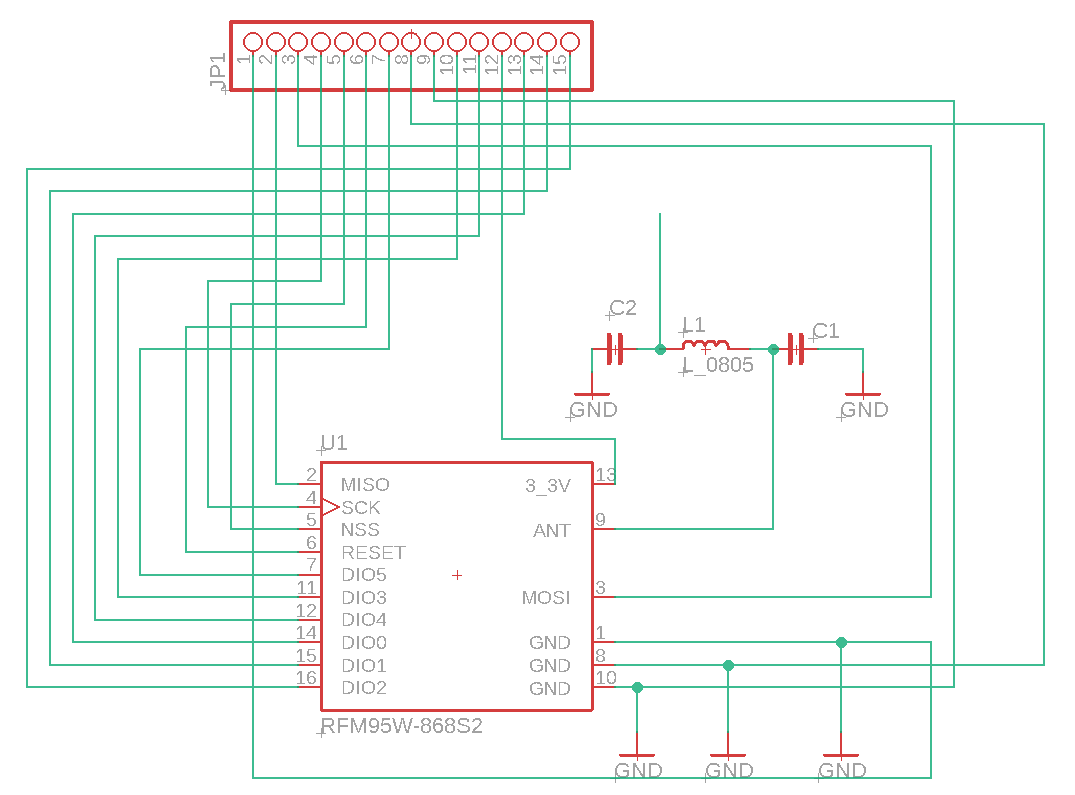 JP1
1 2 3 4 5 6 7 8 9 10 11 12 13 14 15
C2
L1
C1
L_0805
GND
GND
U1
2 MISO
4 SCK
5 NSS
6 RESET
7 DIO5
11 DIO3
12 DIO4
14 DIO0
15 DIO1
16 DIO2
3_3V 13
ANT 9
MOSI 3
GND 1
GND 8
GND 10
RFM95W-868S2
GND
GND
GND